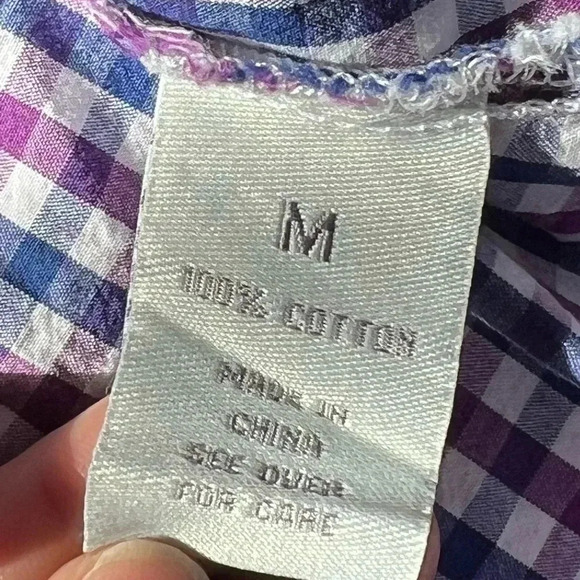 M
100% COTTON
MADE IN
CHINA
SEE OVER
FOR CARE